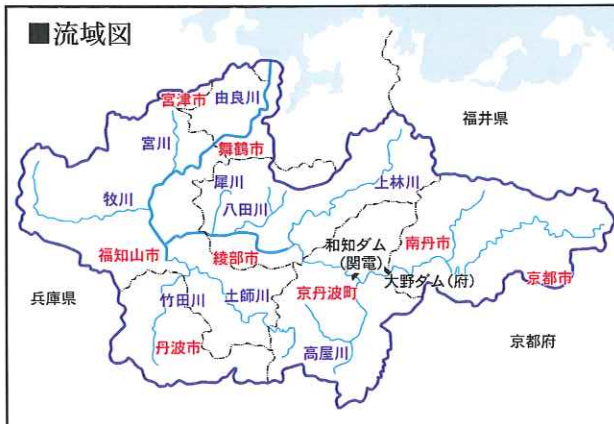 ■流域図
宮津市
由良川
福井県
宮川
舞鶴市
犀川
上林川
八田川
牧川
和知ダム
(関電)
南丹市
福知山市
綾部市
大野ダム(府)
京都市
兵庫県
竹田川
土師川
京丹波町
京都府
丹波市
高屋川